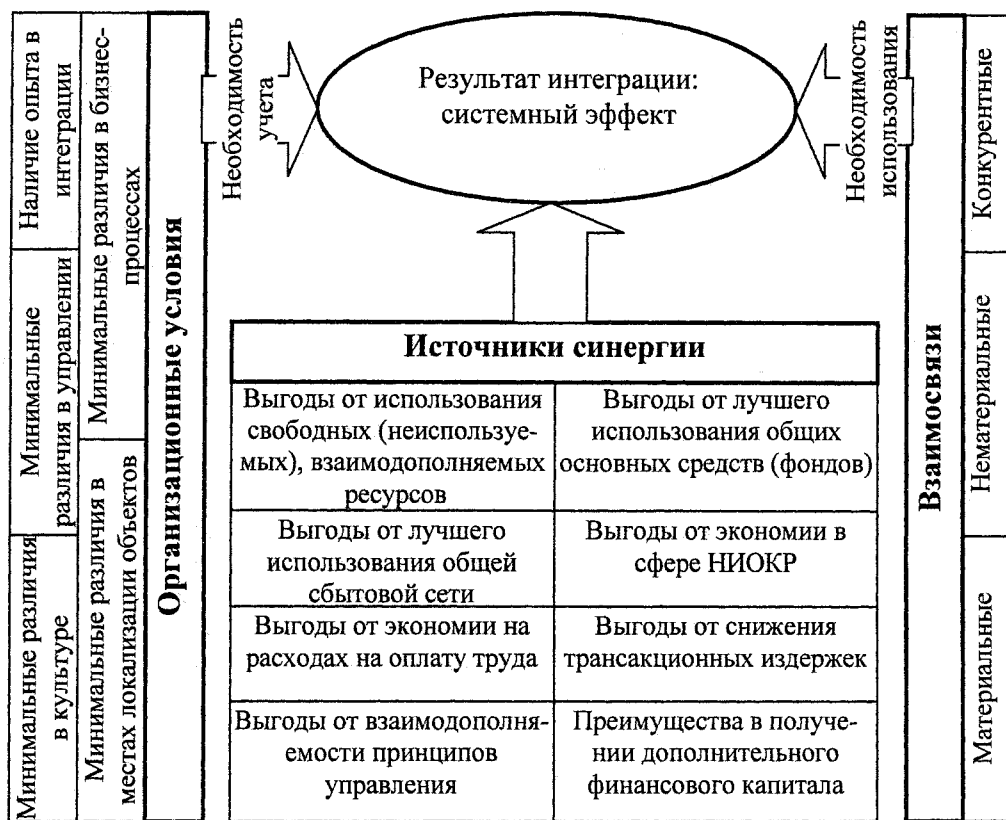 Наличие опыта в
интеграции
Минимальные
различия в управлении
Минимальные различия
в культуре
Минимальные различия в бизнес-
процессах
Минимальные различия в
местах локализации объектов
Организационные условия
Необходимость
учета
Результат интеграции:
системный эффект
Необходимость
использования
Источники синергии
Выгоды от использования
свободных (неиспользуе-
мых), взаимодополняемых
ресурсов
Выгоды от лучшего
использования общих
основных средств (фондов)
Выгоды от лучшего
использования общей
сбытовой сети
Выгоды от экономии в
сфере НИОКР
Выгоды от экономии на
расходах на оплату труда
Выгоды от снижения
трансакционных издержек
Выгоды от взаимодополня-
емости принципов
управления
Преимущества в получе-
нии дополнительного
финансового капитала
Взаимосвязи
Конкурентные
Нематериальные
Материальные